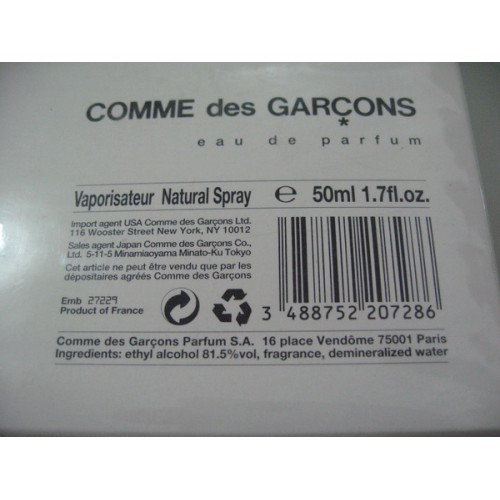 COMME des GARÇONS
*
eau de parfum
Vaporisateur Natural Spray e 50ml 1.7fl.oz.
Import agent USA Comme des Garçons Ltd.
116 Wooster Street New York, NY 10012
Sales agent Japan Comme des Garçons Co.,
Ltd. 5-11-5 Minamiaoyama Minato-Ku Tokyo
Cet article ne peut être vendu que par les
dépositaires agréés Comme des Garçons
Emb 27229
Product of France
3 488752 207286
Comme des Garçons Parfum S.A. 16 place Vendôme 75001 Paris
Ingredients: ethyl alcohol 81.5%vol, fragrance, demineralized water